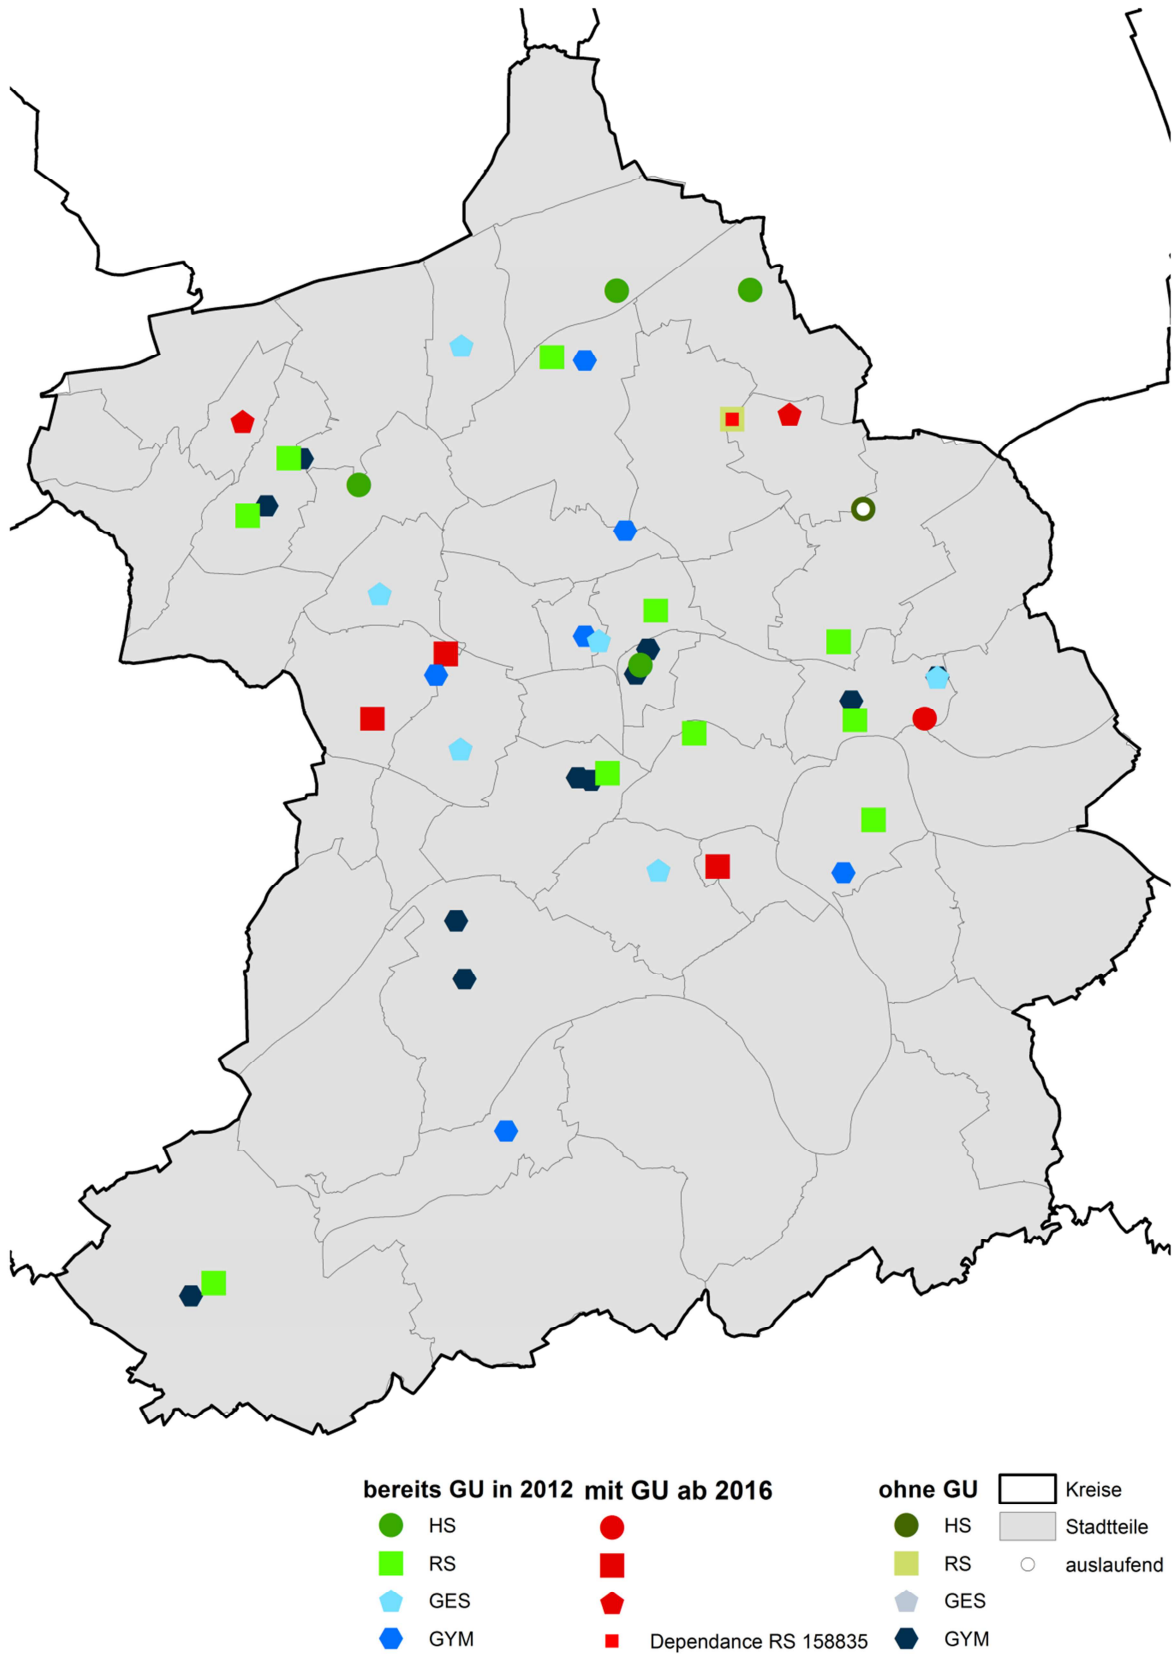 bereits GU in 2012 mit GU ab 2016 ohne GU Kreise
HS HS Stadtteile
RS RS auslaufend
GES GES
GYM Dependance RS 158835 GYM